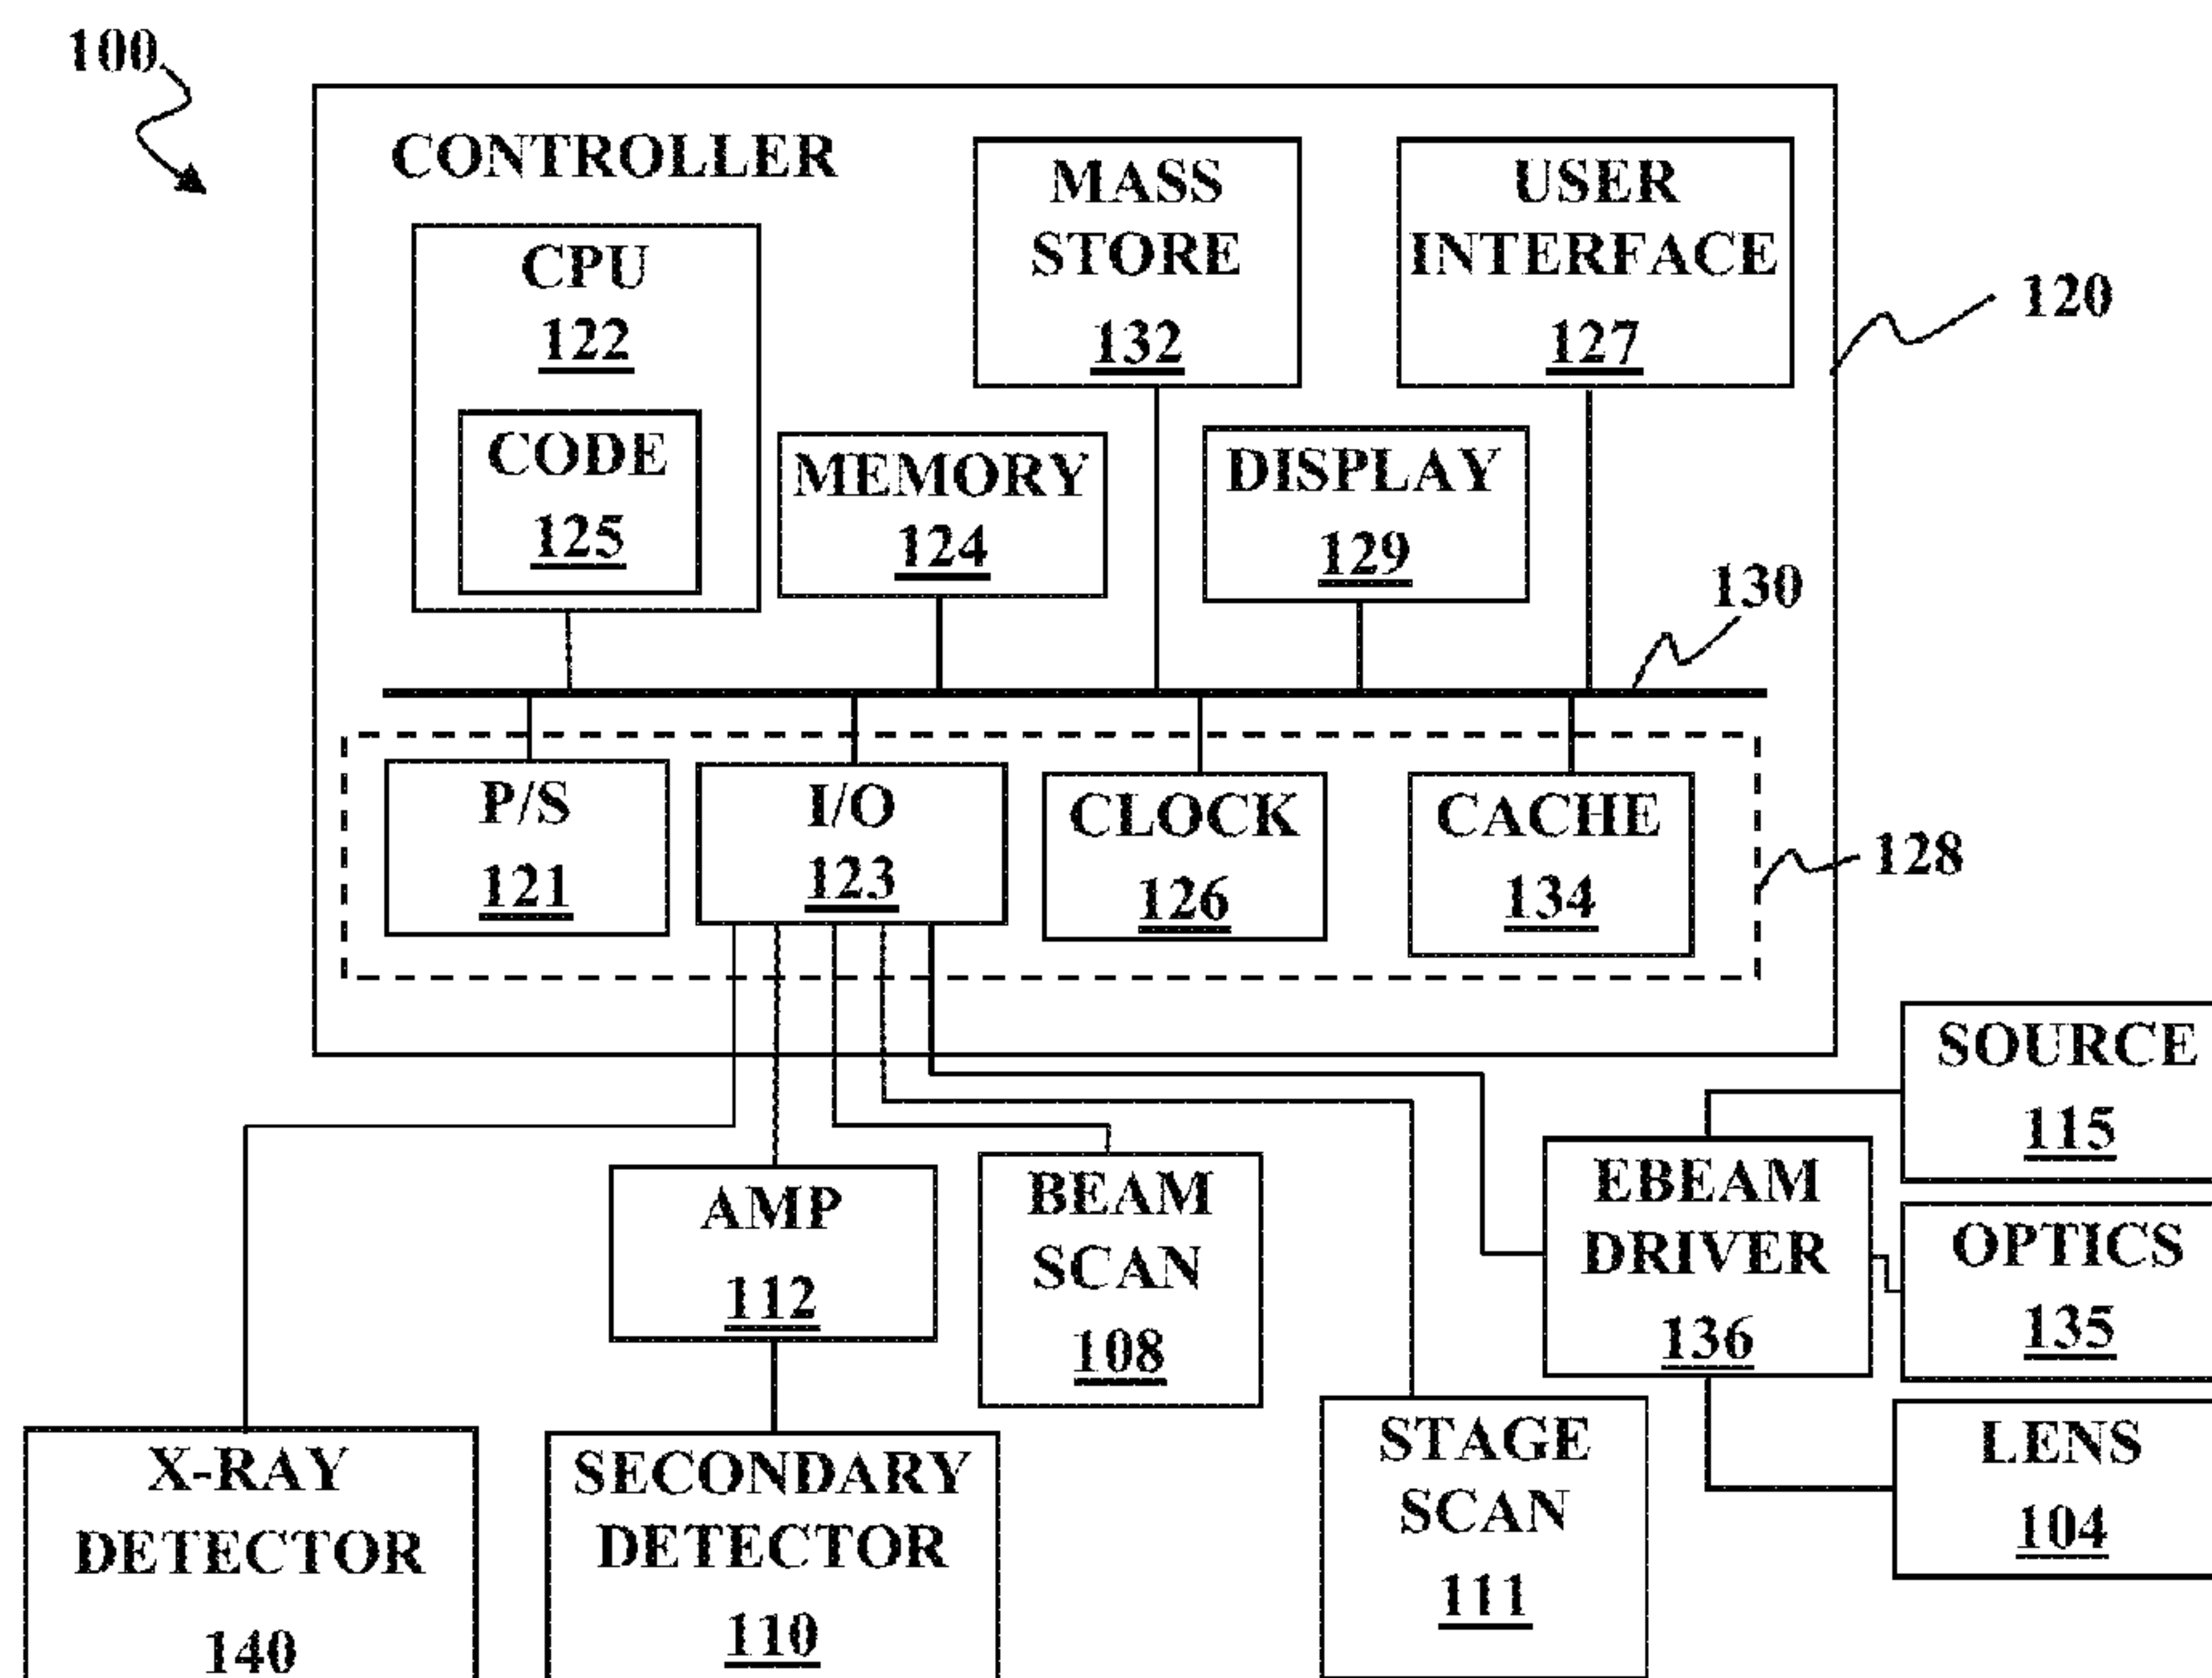 100
CONTROLLER
CPU
122
CODE
125
MEMORY
124
MASS
STORE
132
DISPLAY
129
USER
INTERFACE
127
120
130
P/S
121
I/O
123
CLOCK
126
CACHE
134
128
X-RAY
DETECTOR
140
AMP
112
SECONDARY
DETECTOR
110
BEAM
SCAN
108
STAGE
SCAN
111
EBEAM
DRIVER
136
SOURCE
115
OPTICS
135
LENS
104